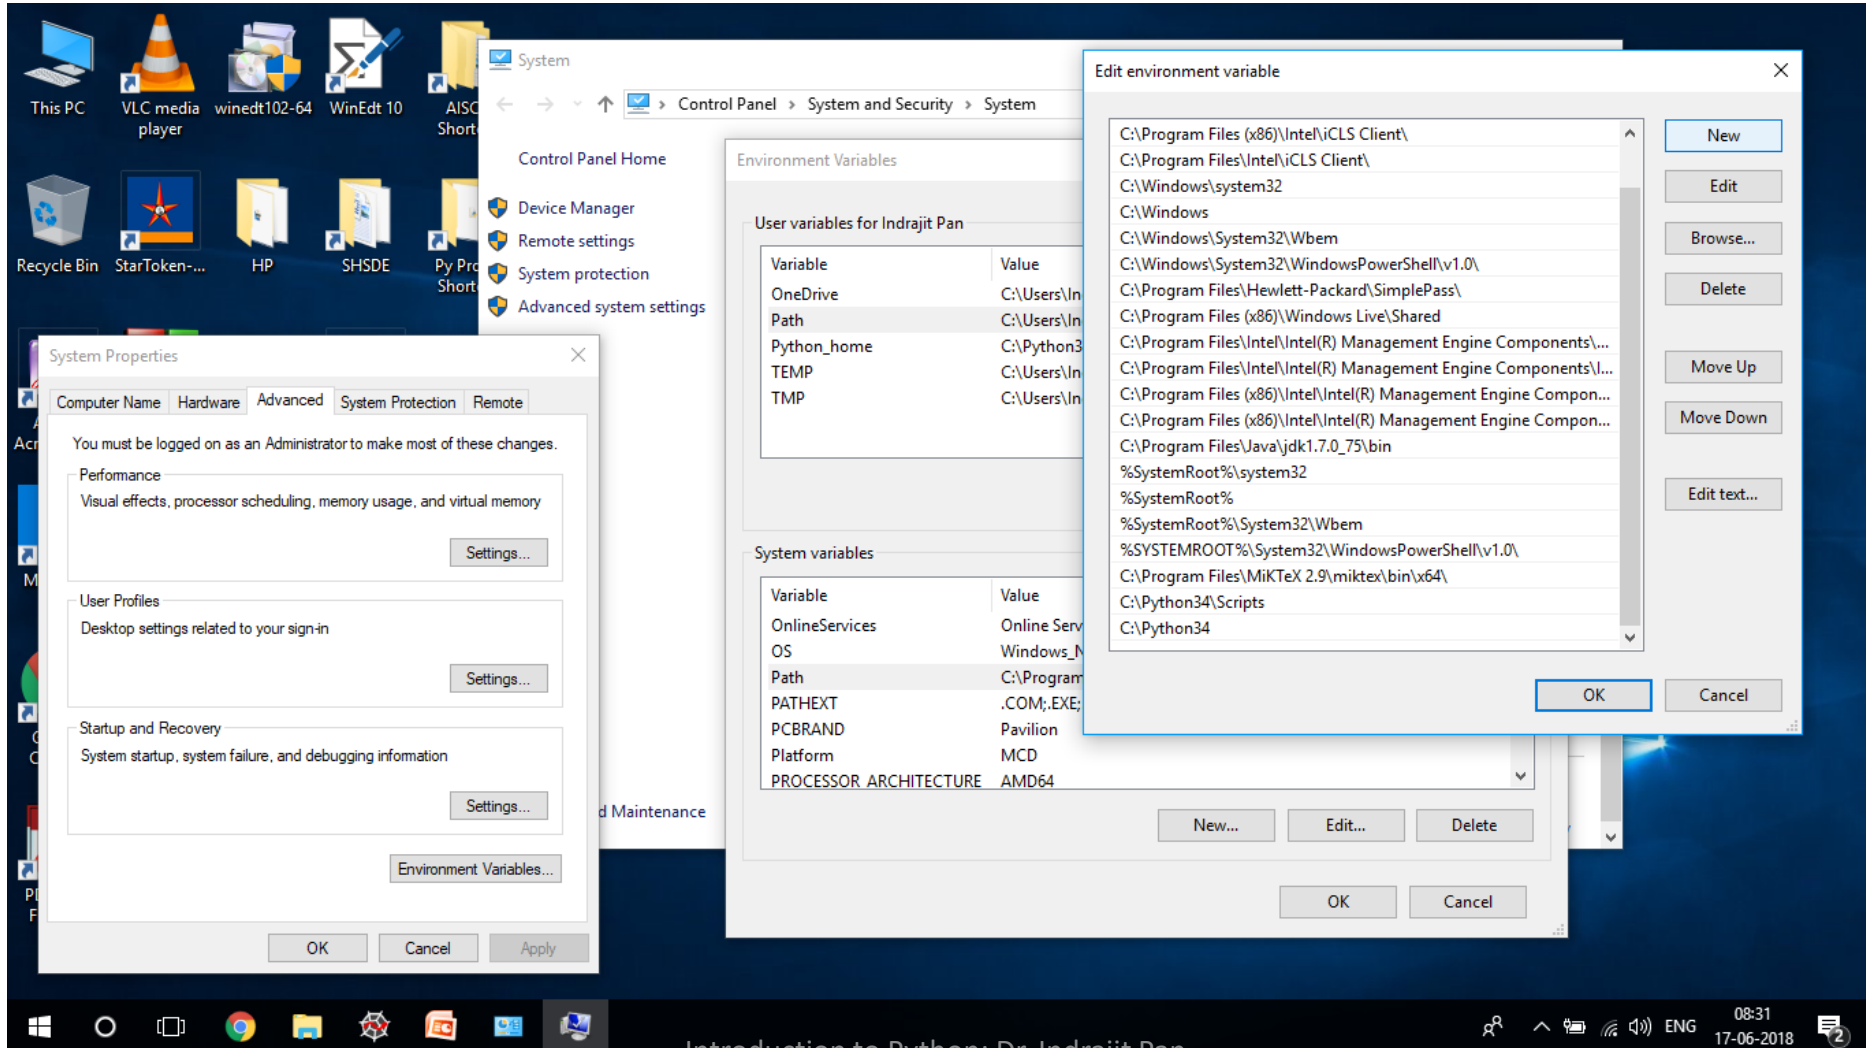 This PC
VLC media player
winedt102-64
WinEdt 10
AISC
Short
Recycle Bin
StarToken-...
HP
SHSDE
Py Pro
Short
System
Control Panel > System and Security > System
Control Panel Home
Device Manager
Remote settings
System protection
Advanced system settings
d Maintenance
System Properties
Computer Name
Hardware
Advanced
System Protection
Remote
You must be logged on as an Administrator to make most of these changes.
Performance
Visual effects, processor scheduling, memory usage, and virtual memory
Settings...
User Profiles
Desktop settings related to your sign-in
Settings...
Startup and Recovery
System startup, system failure, and debugging information
Settings...
Environment Variables...
OK
Cancel
Apply
Environment Variables
User variables for Indrajit Pan
Variable Value
OneDrive C:\Users\In
Path C:\Users\In
Python_home C:\Python3
TEMP C:\Users\In
TMP C:\Users\In
System variables
Variable Value
OnlineServices Online Serv
OS Windows_N
Path C:\Program
PATHEXT .COM;.EXE;
PCBRAND Pavilion
Platform MCD
PROCESSOR_ARCHITECTURE AMD64
New...
Edit...
Delete
OK
Cancel
Edit environment variable
C:\Program Files (x86)\Intel\iCLS Client\
C:\Program Files\Intel\iCLS Client\
C:\Windows\system32
C:\Windows
C:\Windows\System32\Wbem
C:\Windows\System32\WindowsPowerShell\v1.0\
C:\Program Files\Hewlett-Packard\SimplePass\
C:\Program Files (x86)\Windows Live\Shared
C:\Program Files\Intel\Intel(R) Management Engine Components\...
C:\Program Files\Intel\Intel(R) Management Engine Components\I...
C:\Program Files (x86)\Intel\Intel(R) Management Engine Compon...
C:\Program Files (x86)\Intel\Intel(R) Management Engine Compon...
C:\Program Files\Java\jdk1.7.0_75\bin
%SystemRoot%\system32
%SystemRoot%
%SystemRoot%\System32\Wbem
%SYSTEMROOT%\System32\WindowsPowerShell\v1.0\
C:\Program Files\MiKTeX 2.9\miktex\bin\x64\
C:\Python34\Scripts
C:\Python34
New
Edit
Browse...
Delete
Move Up
Move Down
Edit text...
OK
Cancel
Acr
M
ENG
08:31
17-06-2018
2
Introduction to Python: Dr. Indrajit Pan